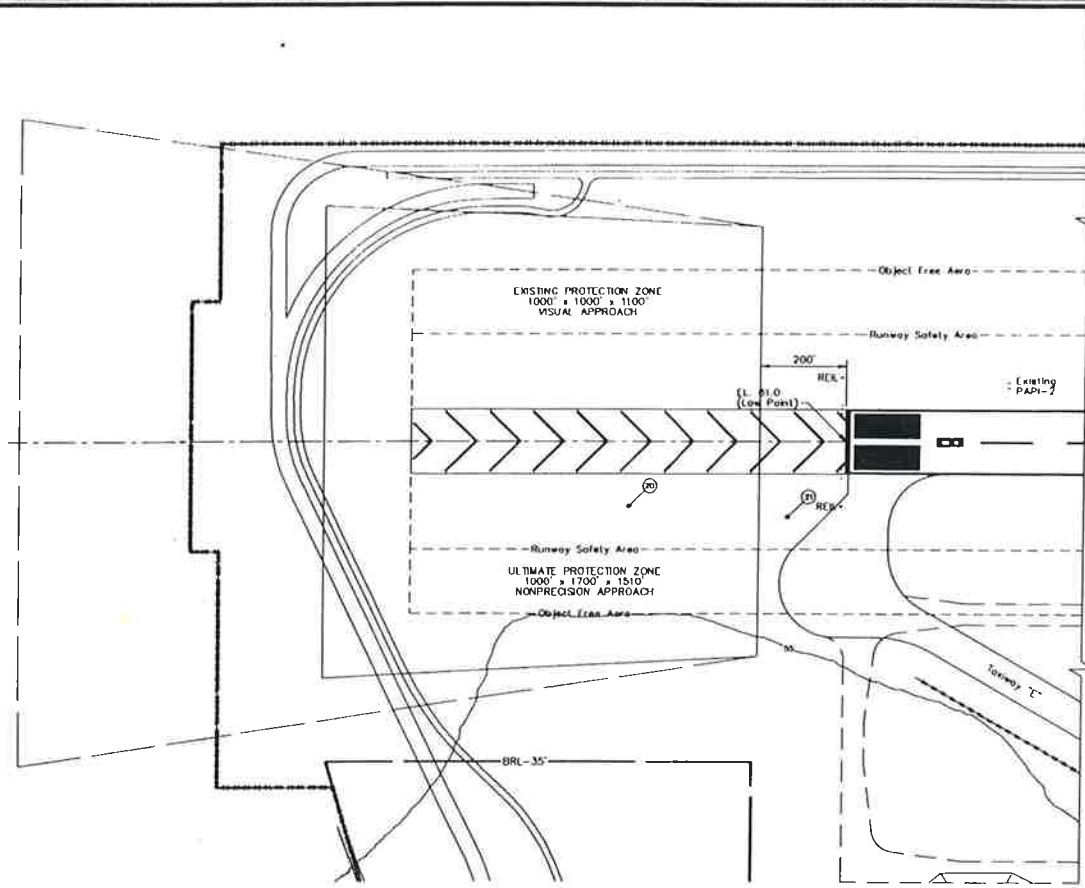 Object Free Area
EXISTING PROTECTION ZONE
1000' x 1000' x 1100'
VISUAL APPROACH
Runway Safety Area
200'
REIL
Existing
PAPI-2
EL. 61.0
(Low Point)
20
21
REIL
Runway Safety Area
ULTIMATE PROTECTION ZONE
1000' x 1700' x 1510'
NONPRECISION APPROACH
Object Free Area
55
Taxiway "E"
BRL-35'